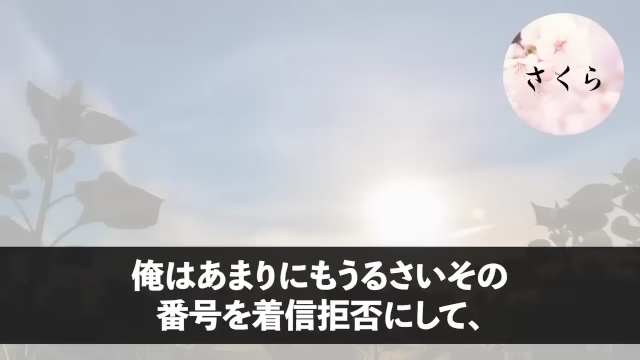 さくら
俺はあまりにもうるさいその
番号を着信拒否にして、